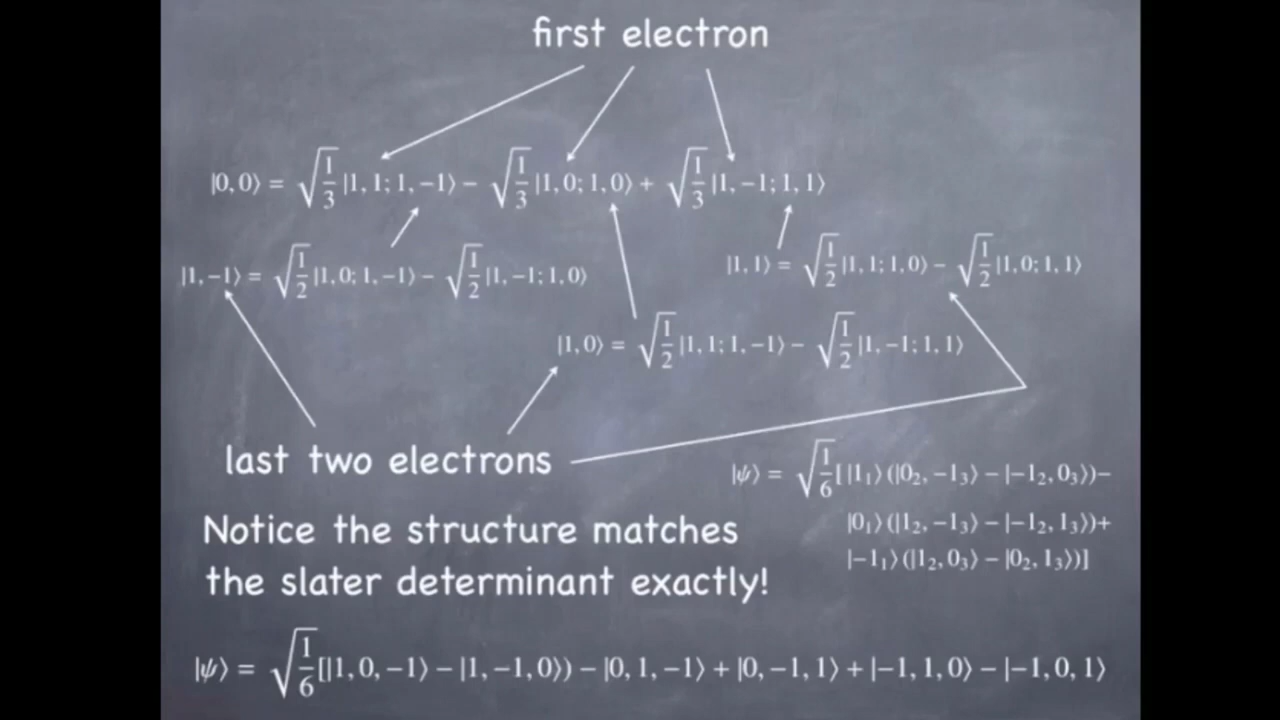 first electron
|0, 0⟩ = √(1/3) |1, 1; 1, −1⟩ − √(1/3) |1, 0; 1, 0⟩ + √(1/3) |1, −1; 1, 1⟩
|1, 1⟩ = √(1/2) |1, 1; 1, 0⟩ − √(1/2) |1, 0; 1, 1⟩
|1, −1⟩ = √(1/2) |1, 0; 1, −1⟩ − √(1/2) |1, −1; 1, 0⟩
|1, 0⟩ = √(1/2) |1, 1; 1, −1⟩ − √(1/2) |1, −1; 1, 1⟩
last two electrons
|ψ⟩ = √(1/6) [ |1₁⟩ (|0₂, −1₃⟩ − |−1₂, 0₃⟩)−
|0₁⟩ (|1₂, −1₃⟩ − |−1₂, 1₃⟩)+
|−1₁⟩ (|1₂, 0₃⟩ − |0₂, 1₃⟩)]
Notice the structure matches
the slater determinant exactly!
|ψ⟩ = √(1/6) [|1, 0, −1⟩ − |1, −1, 0⟩) − |0, 1, −1⟩ + |0, −1, 1⟩ + |−1, 1, 0⟩ − |−1, 0, 1⟩